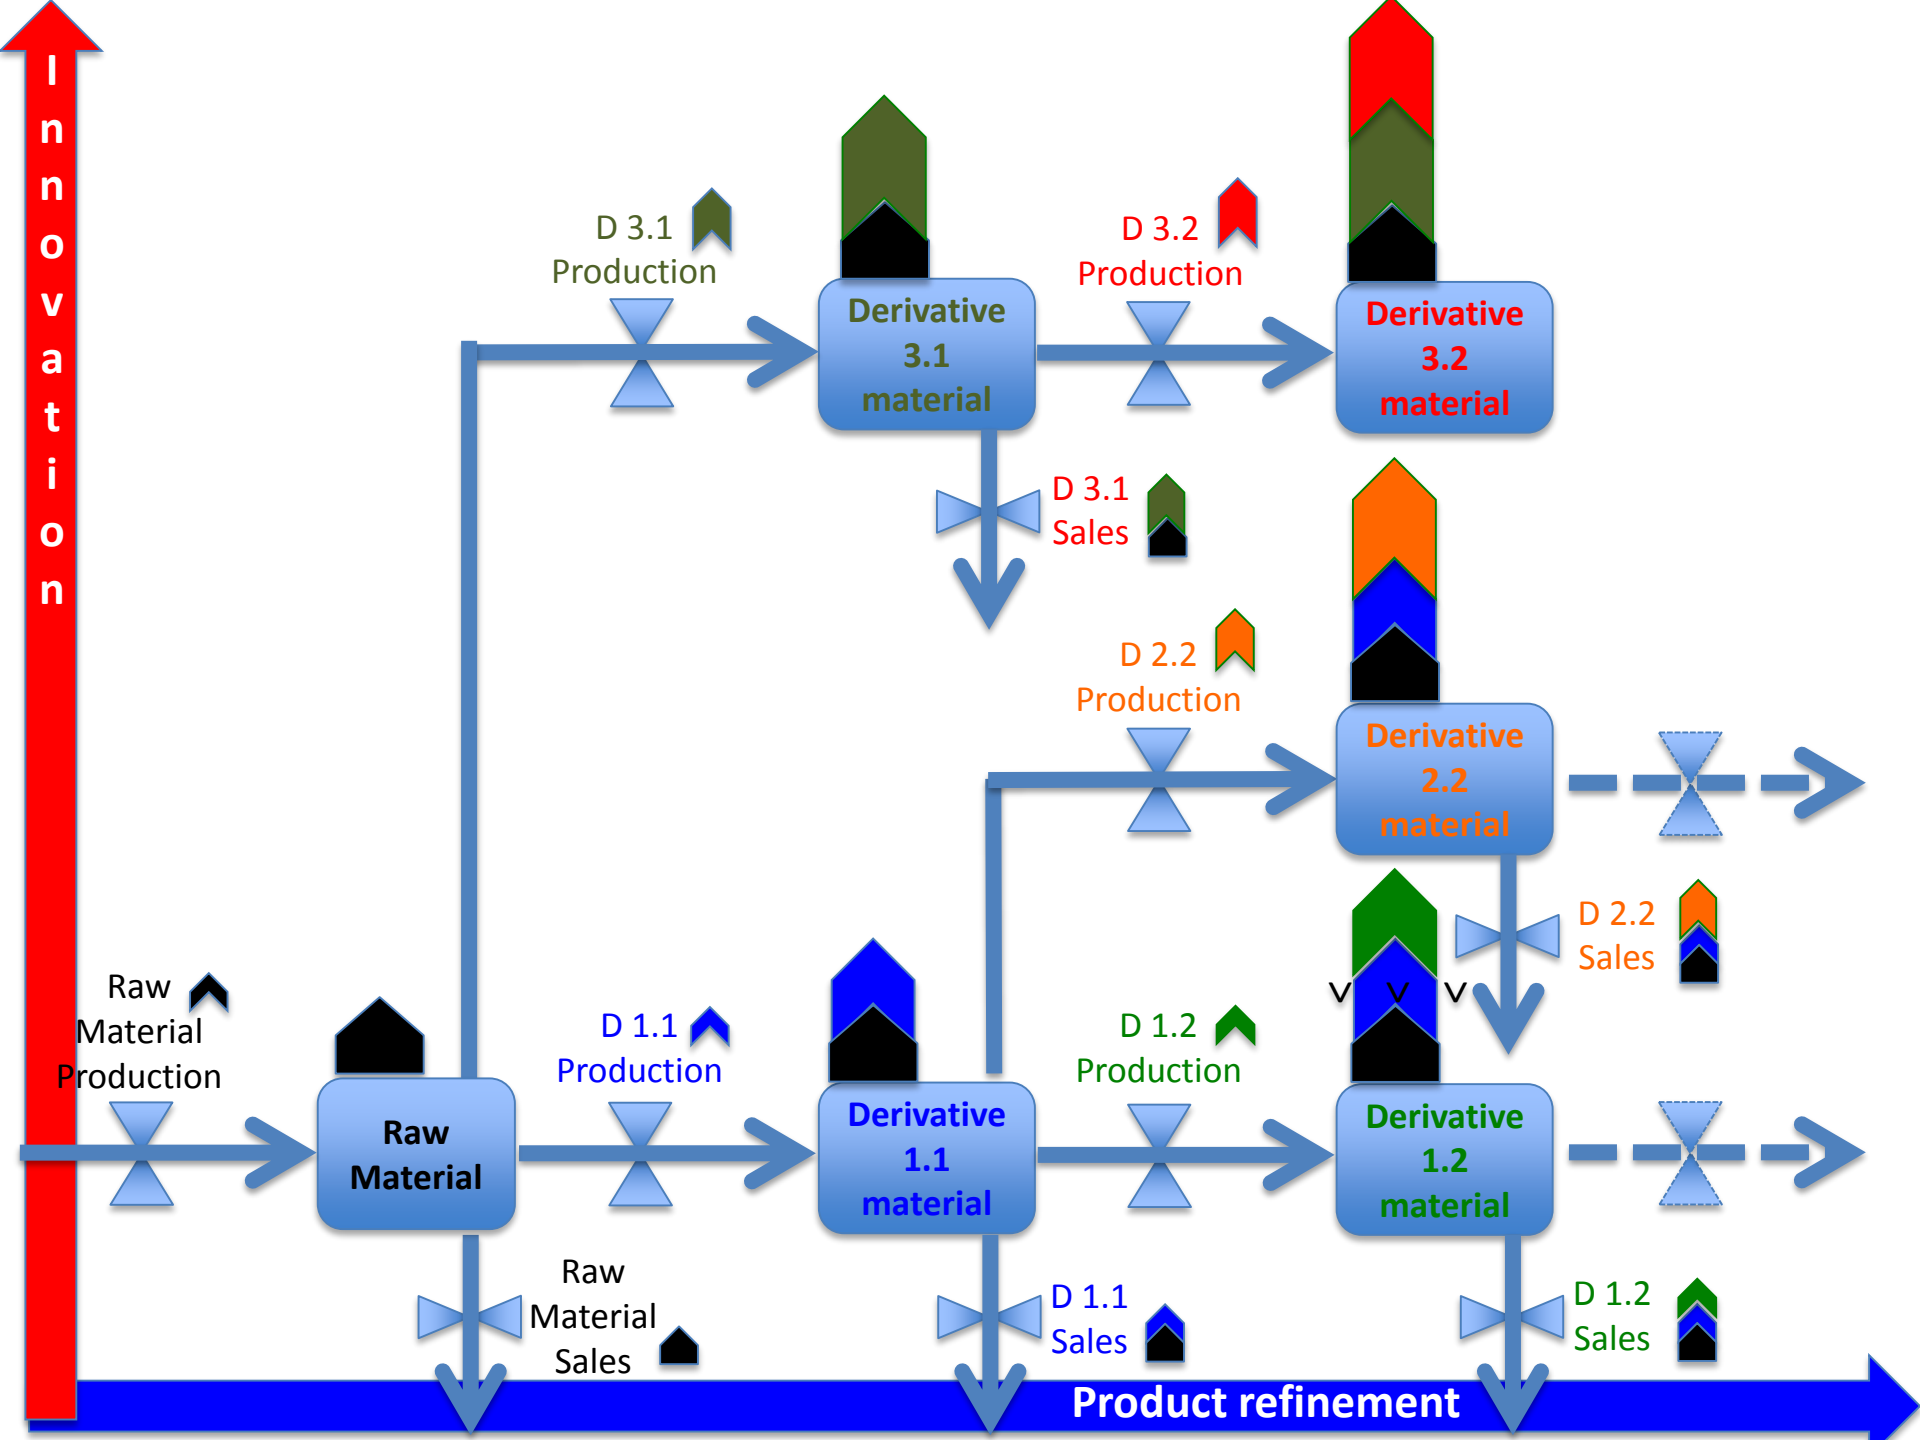 I
n
n
o
v
a
t
i
o
n
D 3.1
Production
D 3.2
Production
Derivative
3.1
material
Derivative
3.2
material
D 3.1
Sales
D 2.2
Production
Derivative
2.2
material
D 2.2
Sales
Raw
Material
Production
D 1.1
Production
D 1.2
Production
V V V
Raw
Material
Derivative
1.1
material
Derivative
1.2
material
Raw
Material
Sales
D 1.1
Sales
D 1.2
Sales
Product refinement